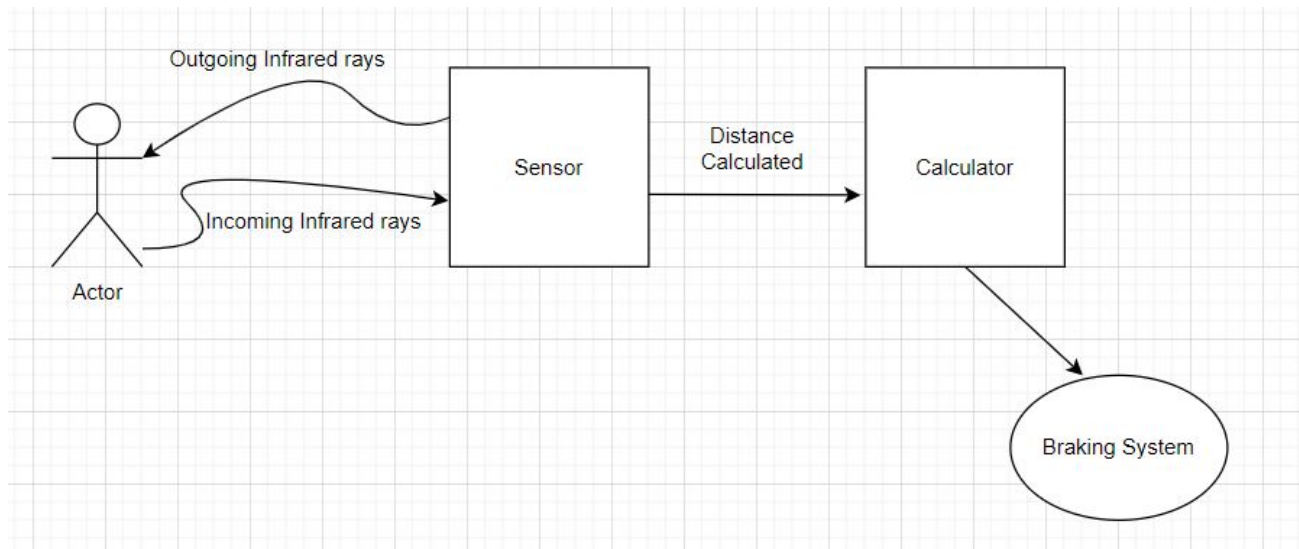 Outgoing Infrared rays
Distance
Calculated
Sensor
Calculator
Incoming Infrared rays
Actor
Braking System